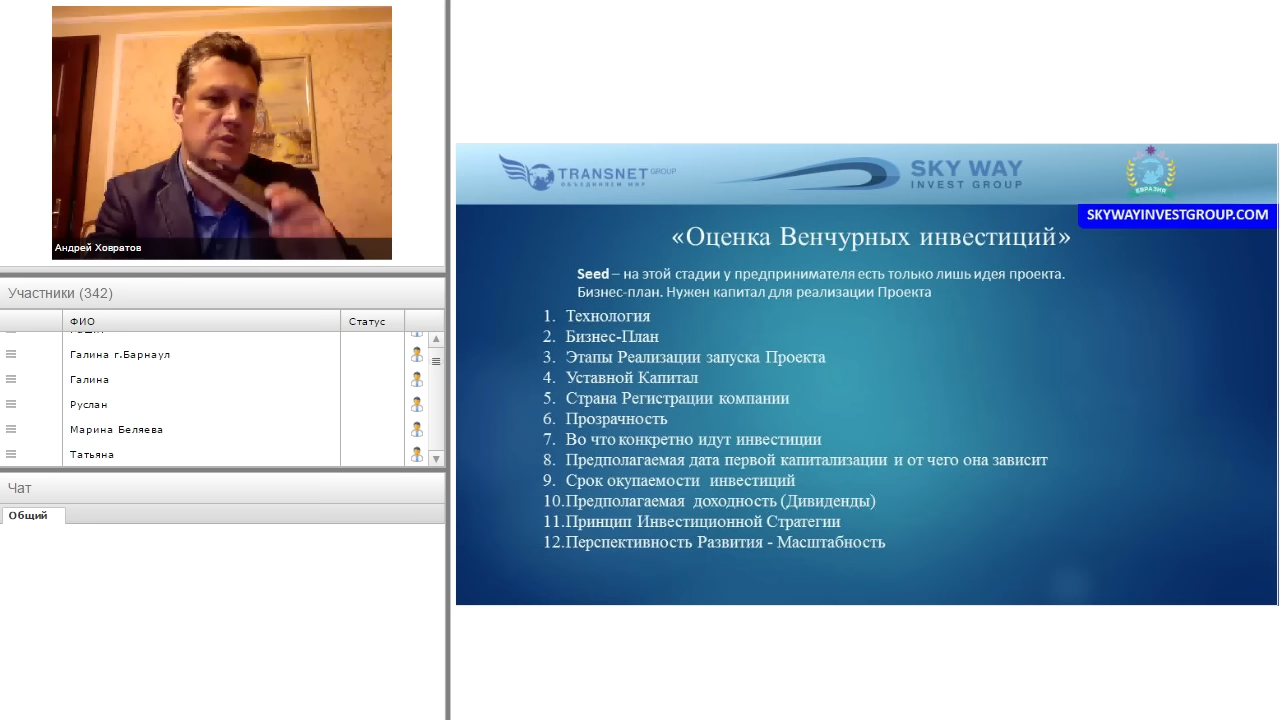 Андрей Ховратов
Участники (342)
ФИО Статус
Галина г.Барнаул
Галина
Руслан
Марина Беляева
Татьяна
Чат
Общий
TRANSNET GROUP
ОБЪЕДИНЯЕМ МИР
SKY WAY
INVEST GROUP
ЕВРАЗИЯ
SKYWAYINVESTGROUP.COM
«Оценка Венчурных инвестиций»
Seed – на этой стадии у предпринимателя есть только лишь идея проекта.
Бизнес-план. Нужен капитал для реализации Проекта
1. Технология
2. Бизнес-План
3. Этапы Реализации запуска Проекта
4. Уставной Капитал
5. Страна Регистрации компании
6. Прозрачность
7. Во что конкретно идут инвестиции
8. Предполагаемая дата первой капитализации и от чего она зависит
9. Срок окупаемости инвестиций
10.Предполагаемая доходность (Дивиденды)
11.Принцип Инвестиционной Стратегии
12.Перспективность Развития - Масштабность